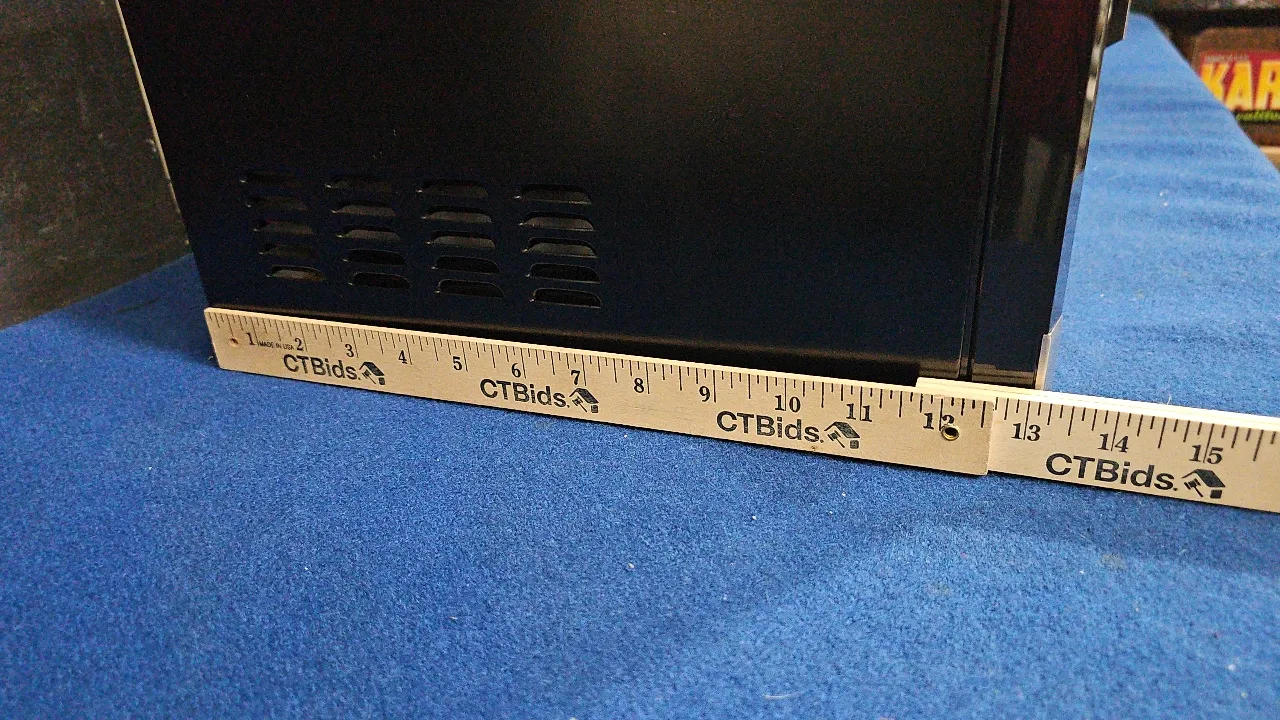 KAR
1 MADE IN USA 2 3 4 5 6 7 8 9 10 11 12 13 14 15
CTBids. CTBids. CTBids. CTBids.